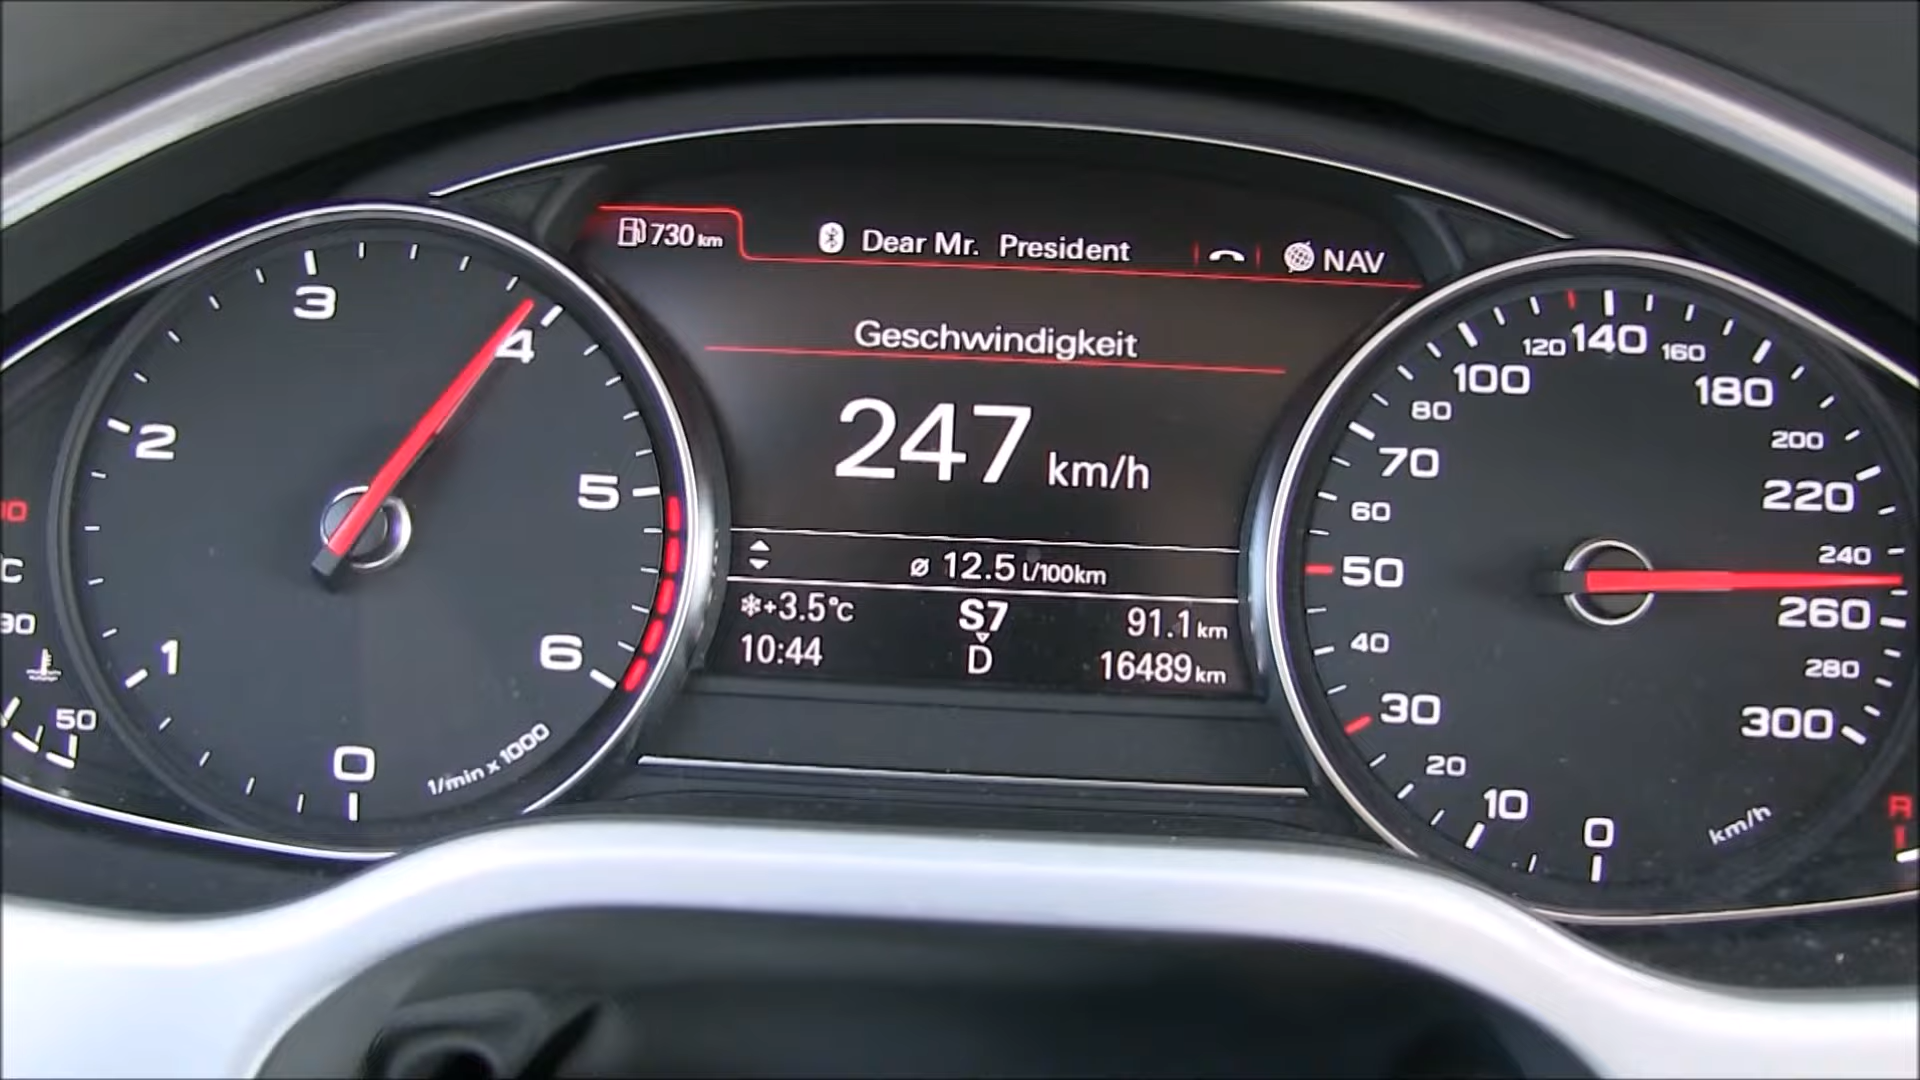 730 km
Dear Mr. President
NAV
Geschwindigkeit
247 km/h
ø 12.5 l/100km
+3.5°C
S7
91.1 km
10:44
D
16489 km
0
1
2
3
4
5
6
1/min x 1000
C
50
0
10
20
30
40
50
60
70
80
100
120
140
160
180
200
220
240
260
280
300
km/h